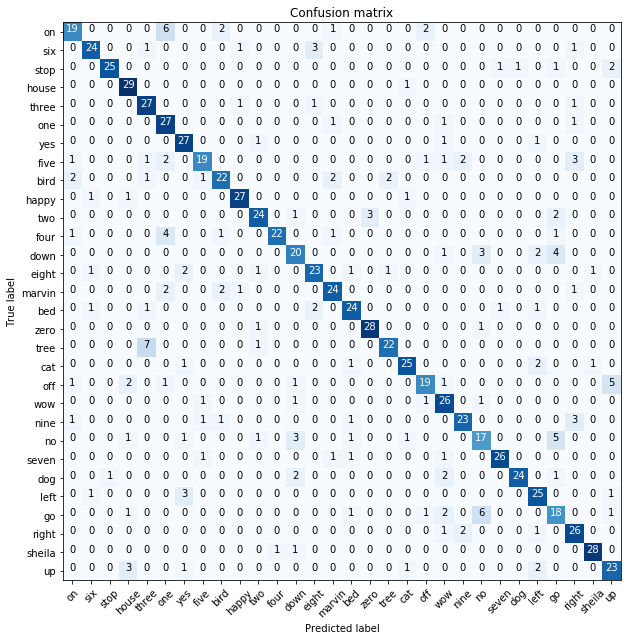 Confusion matrix
True label
on 19 0 0 0 0 6 0 0 2 0 0 0 0 0 1 0 0 0 0 2 0 0 0 0 0 0 0 0 0 0
six 0 24 0 0 1 0 0 0 0 1 0 0 0 3 0 0 0 0 0 0 0 0 0 0 0 0 0 1 0 0
stop 0 0 25 0 0 0 0 0 0 0 0 0 0 0 0 0 0 0 0 0 0 0 0 1 1 0 1 0 0 2
house 0 0 0 29 0 0 0 0 0 0 0 0 0 0 0 0 0 0 1 0 0 0 0 0 0 0 0 0 0 0
three 0 0 0 0 27 0 0 0 0 1 0 0 0 1 0 0 0 0 0 0 0 0 0 0 0 0 0 1 0 0
one 0 0 0 0 0 27 0 0 0 0 0 0 0 0 1 0 0 0 0 0 1 0 0 0 0 0 0 1 0 0
yes 0 0 0 0 0 0 27 0 0 0 1 0 0 0 0 0 0 0 0 0 1 0 0 0 0 1 0 0 0 0
five 1 0 0 0 1 2 0 19 0 0 0 0 0 0 0 0 0 0 0 1 1 2 0 0 0 0 0 3 0 0
bird 2 0 0 0 1 0 0 1 22 0 0 0 0 0 2 0 0 2 0 0 0 0 0 0 0 0 0 0 0 0
happy 0 1 0 1 0 0 0 0 0 27 0 0 0 0 0 0 0 0 1 0 0 0 0 0 0 0 0 0 0 0
two 0 0 0 0 0 0 0 0 0 0 24 0 1 0 0 0 3 0 0 0 0 0 0 0 0 0 2 0 0 0
four 1 0 0 0 0 4 0 0 1 0 0 22 0 0 1 0 0 0 0 0 0 0 0 0 0 0 1 0 0 0
down 0 0 0 0 0 0 0 0 0 0 0 0 20 0 0 0 0 0 0 0 1 0 3 0 0 2 4 0 0 0
eight 0 1 0 0 0 0 2 0 0 0 1 0 0 23 0 1 0 1 0 0 0 0 0 0 0 0 0 0 1 0
marvin 0 0 0 0 0 2 0 0 2 1 0 0 0 0 24 0 0 0 0 0 0 0 0 0 0 0 0 1 0 0
bed 0 1 0 0 1 0 0 0 0 0 0 0 0 2 0 24 0 0 0 0 0 0 0 1 0 1 0 0 0 0
zero 0 0 0 0 0 0 0 0 0 0 1 0 0 0 0 0 28 0 0 0 0 0 1 0 0 0 0 0 0 0
tree 0 0 0 0 7 0 0 0 0 0 1 0 0 0 0 0 0 22 0 0 0 0 0 0 0 0 0 0 0 0
cat 0 0 0 0 0 0 1 0 0 0 0 0 0 0 0 1 0 0 25 0 0 0 0 0 0 2 0 0 1 0
off 1 0 0 2 0 1 0 0 0 0 0 0 1 0 0 0 0 0 0 19 1 0 0 0 0 0 0 0 0 5
wow 0 0 0 0 0 0 0 1 0 0 0 0 1 0 0 0 0 0 0 1 26 0 1 0 0 0 0 0 0 0
nine 1 0 0 0 0 0 0 1 1 0 0 0 0 0 0 1 0 0 0 0 0 23 0 0 0 0 0 3 0 0
no 0 0 0 1 0 0 1 0 0 0 1 0 3 0 0 1 0 0 1 0 0 0 17 0 0 0 5 0 0 0
seven 0 0 0 0 0 0 0 1 0 0 0 0 0 0 1 1 0 0 0 0 1 0 0 26 0 0 0 0 0 0
dog 0 0 1 0 0 0 0 0 0 0 0 0 2 0 0 0 0 0 0 0 2 0 0 0 24 0 1 0 0 0
left 0 1 0 0 0 0 3 0 0 0 0 0 0 0 0 0 0 0 0 0 0 0 0 0 0 25 0 0 0 1
go 0 0 0 1 0 0 0 0 0 0 0 0 0 0 0 1 0 0 0 1 2 0 6 0 0 0 18 0 0 1
right 0 0 0 0 0 0 0 0 0 0 0 0 0 0 0 0 0 0 0 0 1 2 0 0 0 1 0 26 0 0
sheila 0 0 0 0 0 0 0 0 0 0 0 1 1 0 0 0 0 0 0 0 0 0 0 0 0 0 0 0 28 0
up 0 0 0 3 0 0 1 0 0 0 0 0 0 0 0 0 0 0 1 0 0 0 0 0 0 2 0 0 0 23
on six stop house three one yes five bird happy two four down eight marvin bed zero tree cat off wow nine no seven dog left go right sheila up
Predicted label